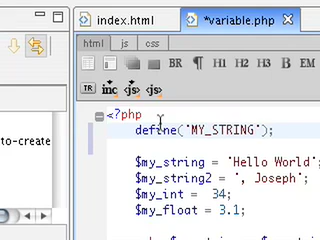 index.html
*variable.php
html js css
BR ¶ H1 H2 H3 B EM
TR inc <js> <js>
<?php
define('MY_STRING');
to-create
$my_string = 'Hello World';
$my_string2 = ', Joseph';
$my_int = 34;
$my_float = 3.1;